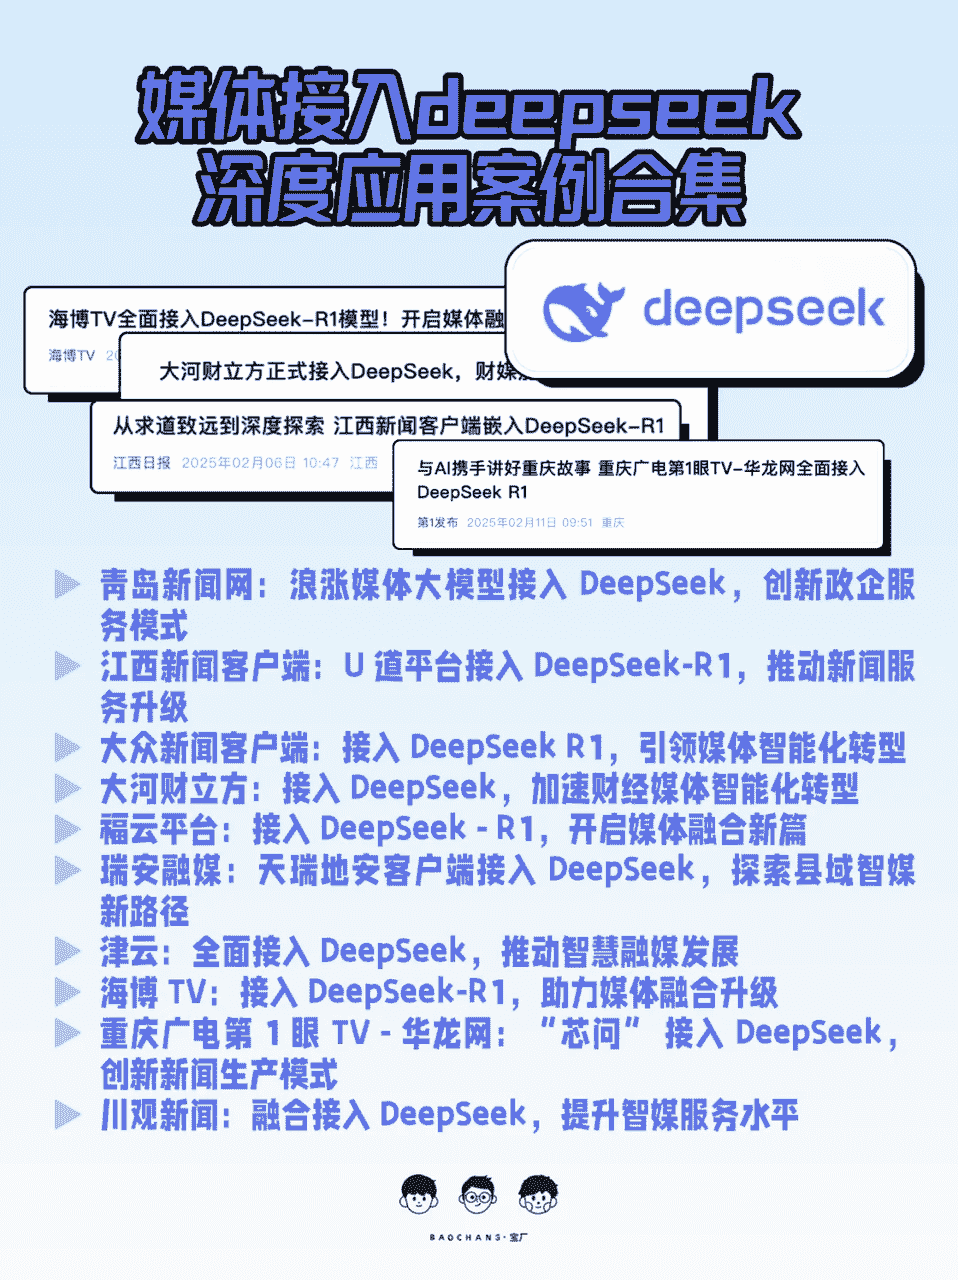 媒体接入deepseek
深度应用案例合集
deepseek
海博TV全面接入DeepSeek-R1模型！开启媒体融
海博TV
大河财立方正式接入DeepSeek，财媒
从求道致远到深度探索 江西新闻客户端嵌入DeepSeek-R1
江西日报 2025年02月06日 10:47 江西
与AI携手讲好重庆故事 重庆广电第1眼TV-华龙网全面接入
DeepSeek R1
第1发布 2025年02月11日 09:51 重庆
青岛新闻网：浪涨媒体大模型接入 DeepSeek，创新政企服
务模式
江西新闻客户端：U 道平台接入 DeepSeek-R1，推动新闻服
务升级
大众新闻客户端：接入 DeepSeek R1，引领媒体智能化转型
大河财立方：接入 DeepSeek，加速财经媒体智能化转型
福云平台：接入 DeepSeek - R1，开启媒体融合新篇
瑞安融媒：天瑞地安客户端接入 DeepSeek，探索县域智媒
新路径
津云：全面接入 DeepSeek，推动智慧融媒发展
海博 TV：接入 DeepSeek-R1，助力媒体融合升级
重庆广电第 1 眼 TV - 华龙网：“芯问” 接入 DeepSeek，
创新新闻生产模式
川观新闻：融合接入 DeepSeek，提升智媒服务水平
BAOCHANG·宝厂